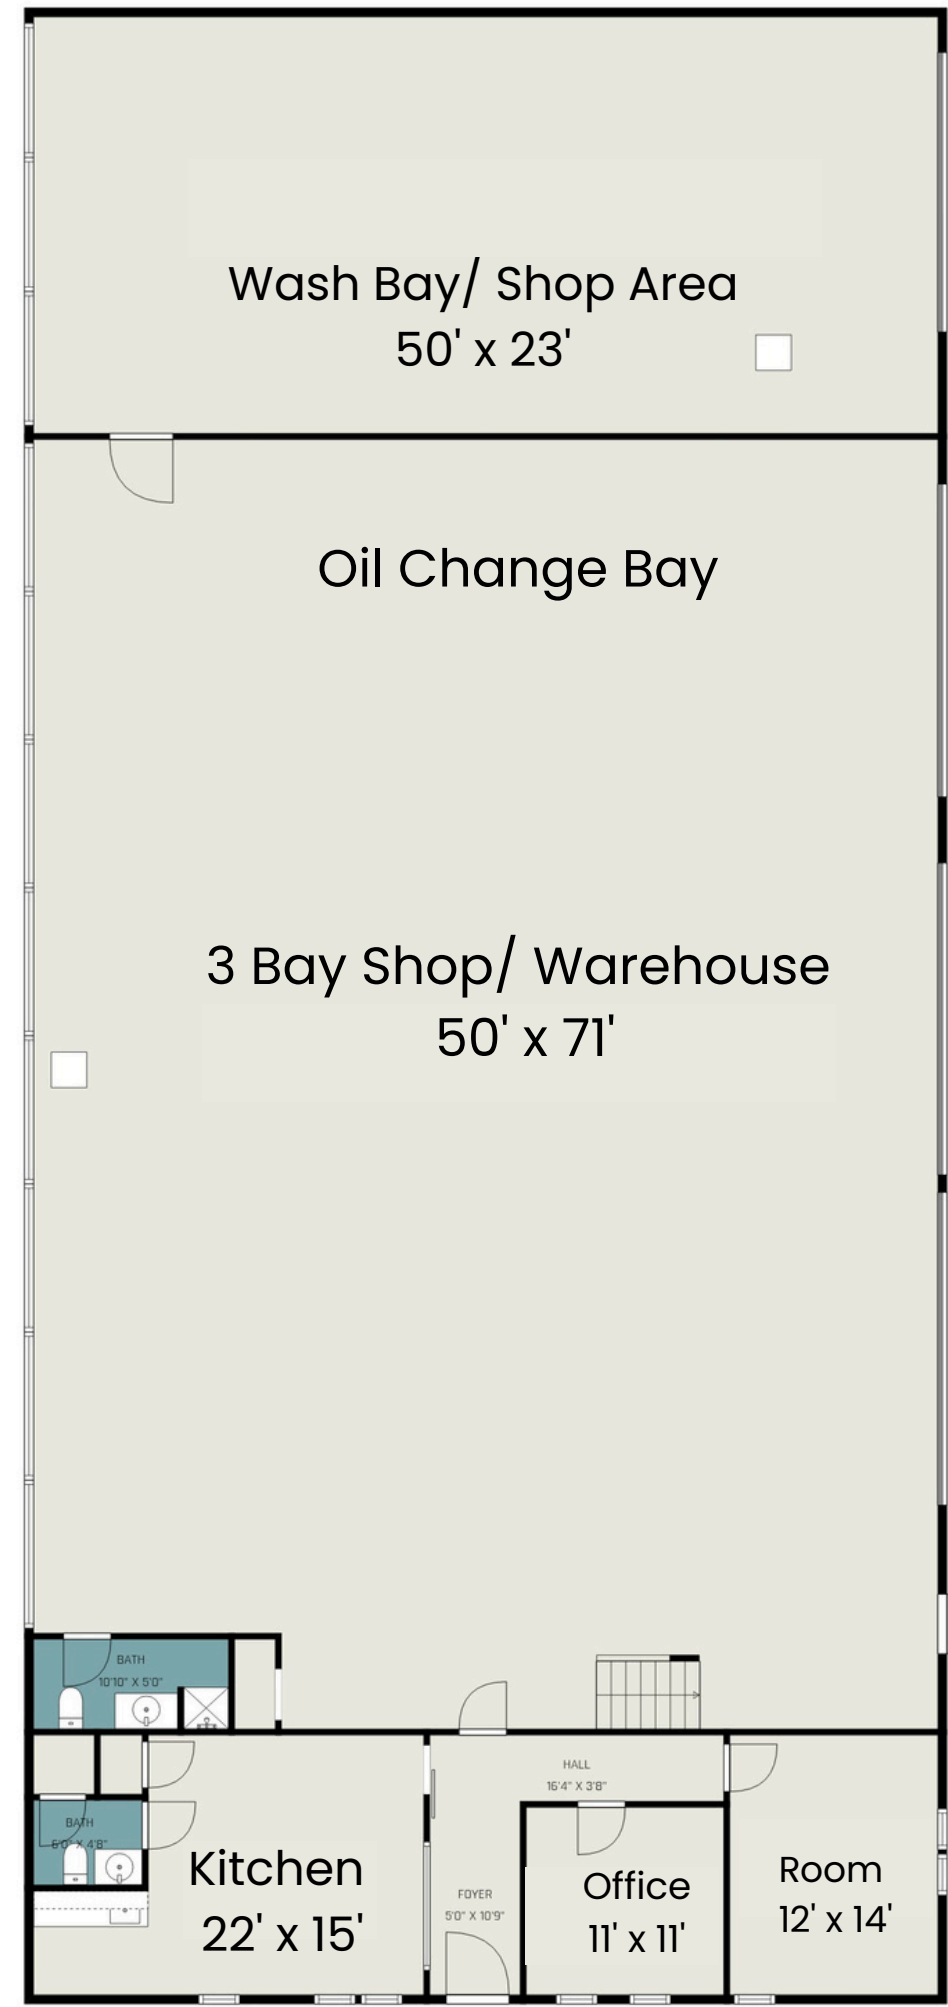 Wash Bay/ Shop Area
50' x 23'
Oil Change Bay
3 Bay Shop/ Warehouse
50' x 71'
BATH
10'10" X 5'0"
HALL
16'4" X 3'8"
BATH
6'0" X 4'8"
Kitchen
22' x 15'
FOYER
5'0" X 10'9"
Office
11' x 11'
Room
12' x 14'